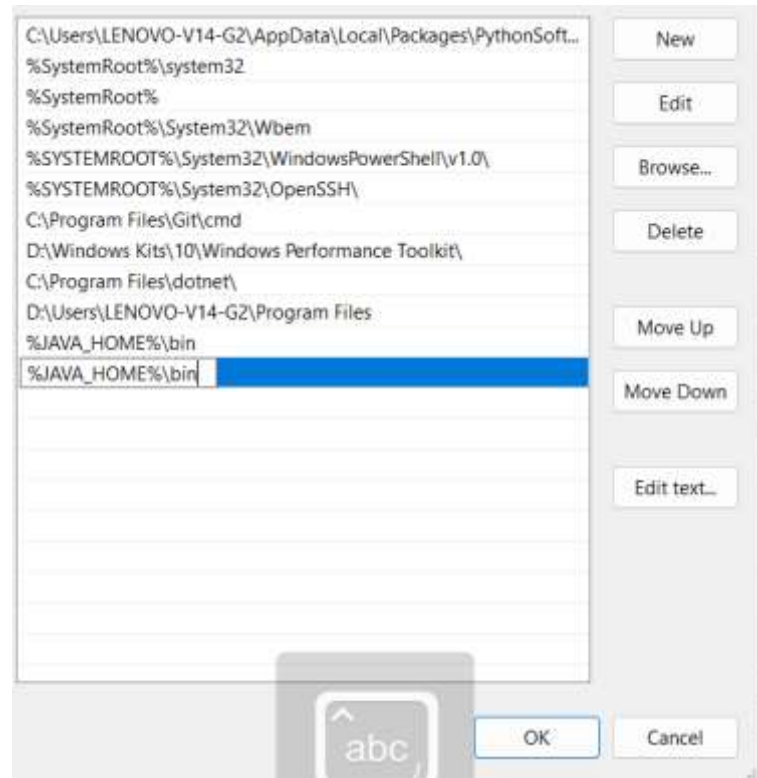 C:\Users\LENOVO-V14-G2\AppData\Local\Packages\PythonSoft...
%SystemRoot%\system32
%SystemRoot%
%SystemRoot%\System32\Wbem
%SYSTEMROOT%\System32\WindowsPowerShell\v1.0\
%SYSTEMROOT%\System32\OpenSSH\
C:\Program Files\Git\cmd
D:\Windows Kits\10\Windows Performance Toolkit\
C:\Program Files\dotnet\
D:\Users\LENOVO-V14-G2\Program Files
%JAVA_HOME%\bin
%JAVA_HOME%\bin
New
Edit
Browse...
Delete
Move Up
Move Down
Edit text...
abc
OK
Cancel